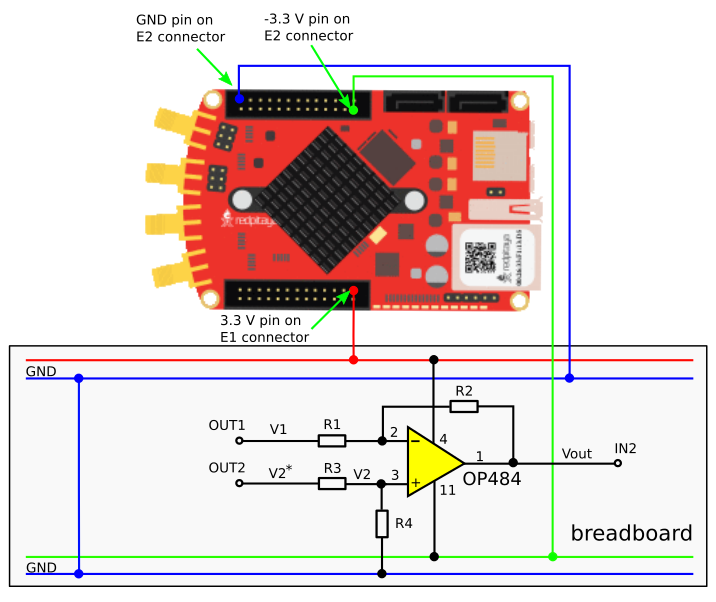 GND pin on
E2 connector
-3.3 V pin on
E2 connector
redpitaya
3.3 V pin on
E1 connector
GND
R2
OUT1
V1
R1
2
4
1
Vout
IN2
OUT2
V2*
R3
V2
3
OP484
11
R4
breadboard
GND